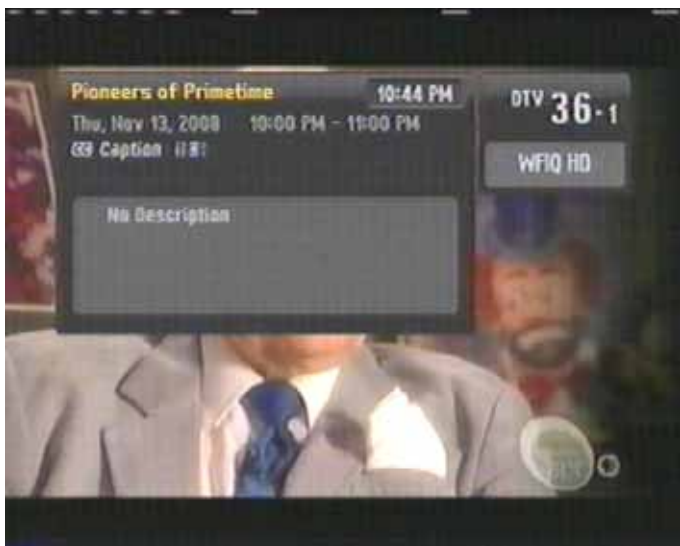 Pioneers of Primetime
10:44 PM
Thu, Nov 13, 2008 10:00 PM - 11:00 PM
CC Caption
No Description
DTV 36-1
WFIQ HD